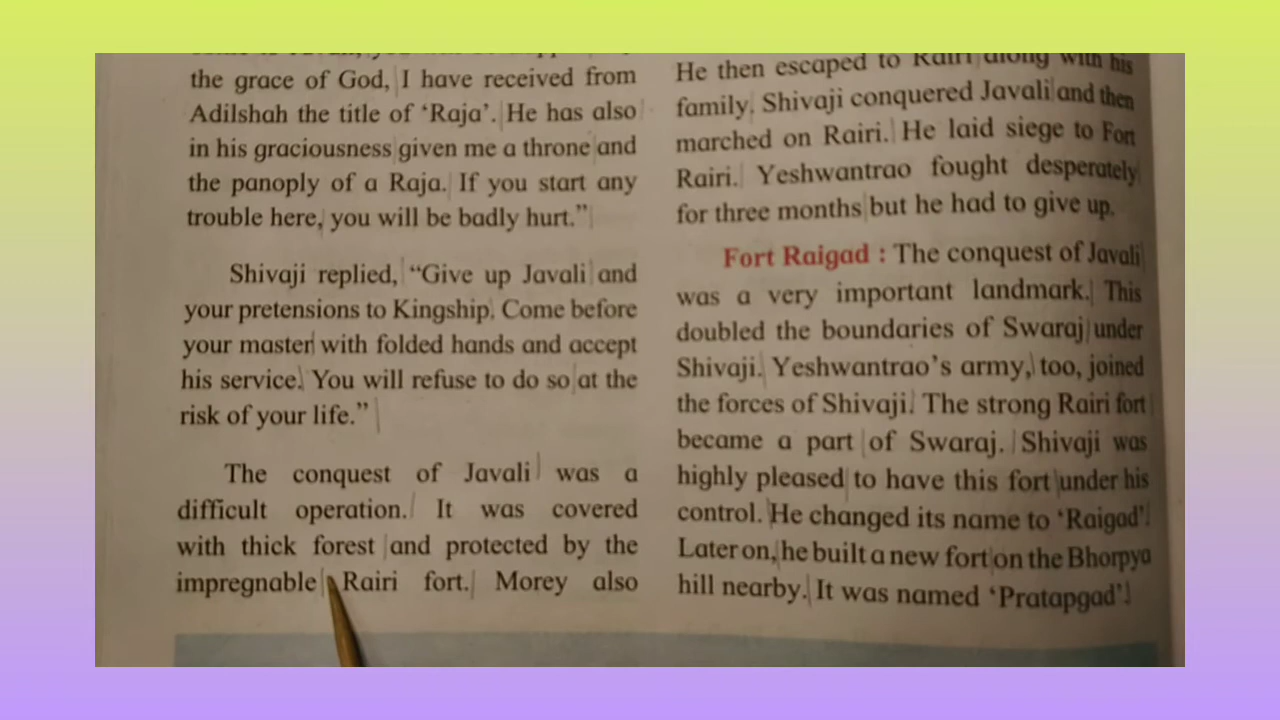 the grace of God, I have received from
Adilshah the title of ‘Raja’. He has also
in his graciousness given me a throne and
the panoply of a Raja. If you start any
trouble here, you will be badly hurt.”
Shivaji replied, “Give up Javali and
your pretensions to Kingship. Come before
your master with folded hands and accept
his service. You will refuse to do so at the
risk of your life.”
The conquest of Javali was a
difficult operation. It was covered
with thick forest and protected by the
impregnable Rairi fort. Morey also
He then escaped to Rairi along with his
family. Shivaji conquered Javali and then
marched on Rairi. He laid siege to Fort
Rairi. Yeshwantrao fought desperately
for three months but he had to give up.
Fort Raigad : The conquest of Javali
was a very important landmark. This
doubled the boundaries of Swaraj under
Shivaji. Yeshwantrao’s army, too, joined
the forces of Shivaji. The strong Rairi fort
became a part of Swaraj. Shivaji was
highly pleased to have this fort under his
control. He changed its name to ‘Raigad’.
Later on, he built a new fort on the Bhorpya
hill nearby. It was named ‘Pratapgad’.